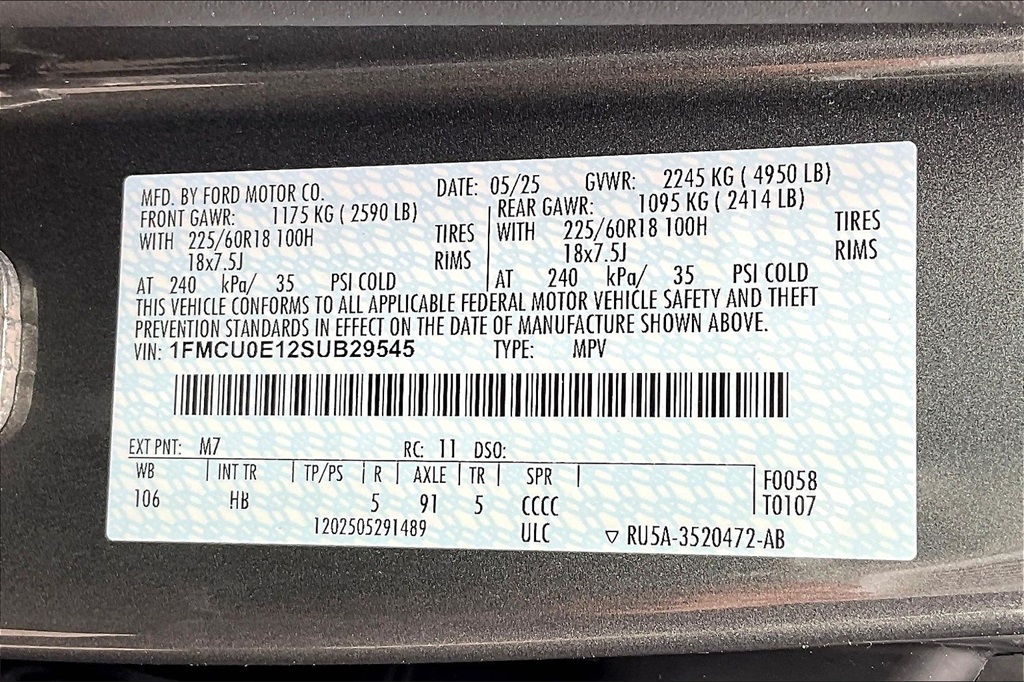 MFD. BY FORD MOTOR CO. DATE: 05/25 GVWR: 2245 KG ( 4950 LB)
FRONT GAWR: 1175 KG ( 2590 LB) REAR GAWR: 1095 KG ( 2414 LB)
WITH 225/60R18 100H TIRES WITH 225/60R18 100H TIRES
18x7.5J RIMS 18x7.5J RIMS
AT 240 kPa/ 35 PSI COLD AT 240 kPa/ 35 PSI COLD
THIS VEHICLE CONFORMS TO ALL APPLICABLE FEDERAL MOTOR VEHICLE SAFETY AND THEFT
PREVENTION STANDARDS IN EFFECT ON THE DATE OF MANUFACTURE SHOWN ABOVE.
VIN: 1FMCU0E12SUB29545 TYPE: MPV
EXT PNT: M7 RC: 11 DSO:
WB | INT TR | TP/PS | R | AXLE | TR | SPR | F0058
106 HB 5 91 5 CCCC T0107
1202505291489 ULC ▽ RU5A-3520472-AB